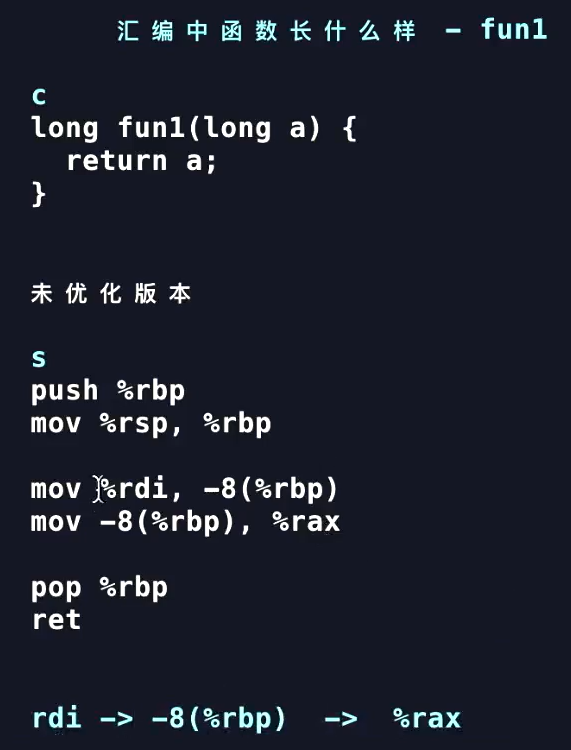 汇编中函数长什么样 - fun1
c
long fun1(long a) {
  return a;
}
未优化版本
s
push %rbp
mov %rsp, %rbp
mov %rdi, -8(%rbp)
mov -8(%rbp), %rax
pop %rbp
ret
rdi -> -8(%rbp)  ->  %rax